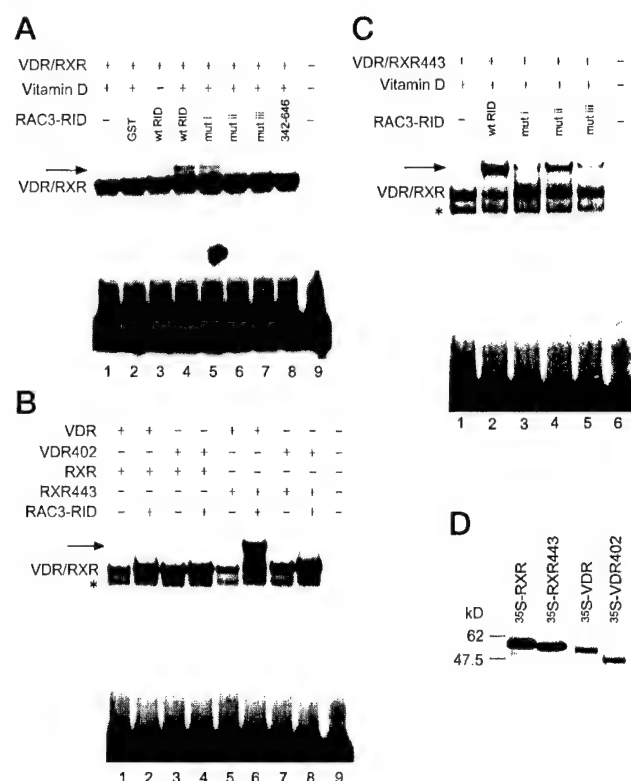 A
VDR/RXR + + + + + + + + –
Vitamin D + + – + + + + + –
RAC3-RID – GST wt RID wt RID mut i mut ii mut iii 342-646 –
VDR/RXR
1 2 3 4 5 6 7 8 9
B
VDR + + – – + + – – –
VDR402 – – + + – – + + –
RXR + + + + – – – – –
RXR443 – – – – + + + + –
RAC3-RID – + – + – + – + –
VDR/RXR
*
1 2 3 4 5 6 7 8 9
C
VDR/RXR443 + + + + + –
Vitamin D + + + + + –
RAC3-RID – wt RID mut i mut ii mut iii –
VDR/RXR
*
1 2 3 4 5 6
D
35S-RXR 35S-RXR443 35S-VDR 35S-VDR402
kD
62
47.5